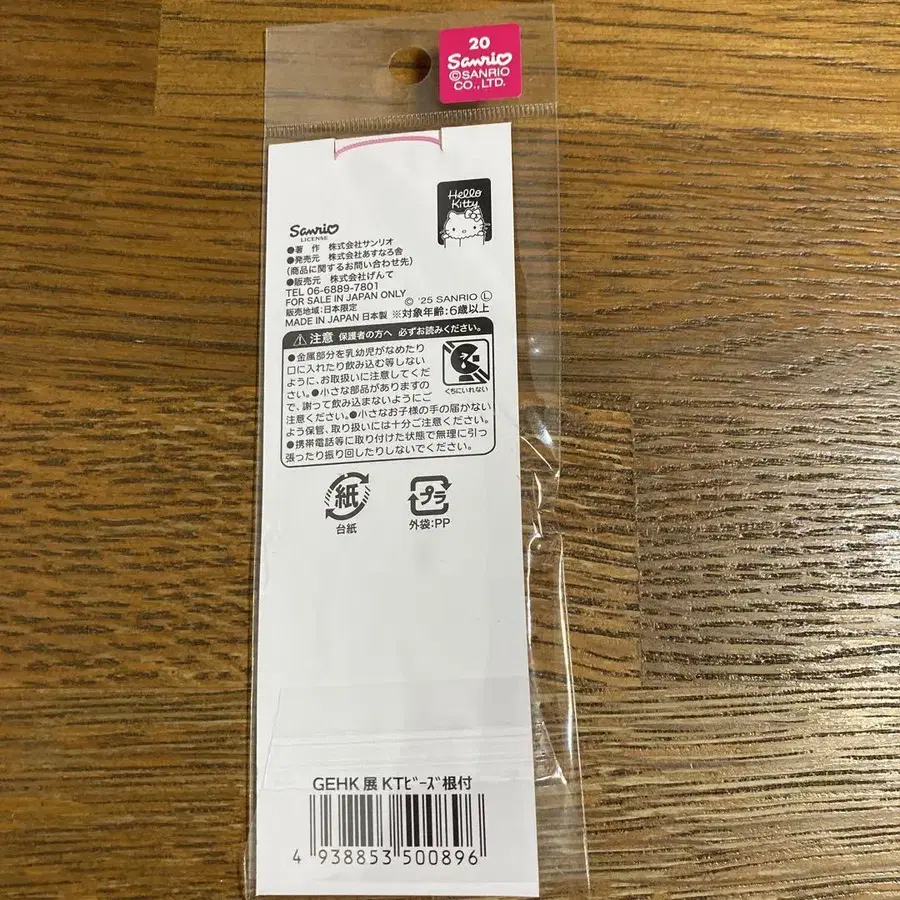 20
Sanrio
©SANRIO
CO.,LTD.
Hello
Kitty
Sanrio
LICENSE
●著 作 株式会社サンリオ
●発売元 株式会社あすなろ舎
(商品に関するお問い合わせ先)
●販売元 株式会社げんて
TEL 06-6889-7801
FOR SALE IN JAPAN ONLY
販売地域:日本限定
© '25 SANRIO Ⓛ
MADE IN JAPAN 日本製 ※対象年齢:6歳以上
⚠注意 保護者の方へ 必ずお読みください。
●金属部分を乳幼児がなめたり
口に入れたり飲み込む等しない
ように、お取扱いに注意してくだ
さい。●小さな部品がありますの
で、謝って飲み込まないようにご
注意ください。●小さなお子様の手の届かない
よう保管、取り扱いには十分ご注意ください。
●携帯電話等に取り付けた状態で無理に引っ
張ったり振り回したりしないでください。
くちにいれない
紙
台紙
プラ
外袋:PP
GEHK 展 KTビーズ根付
4 938853 500896